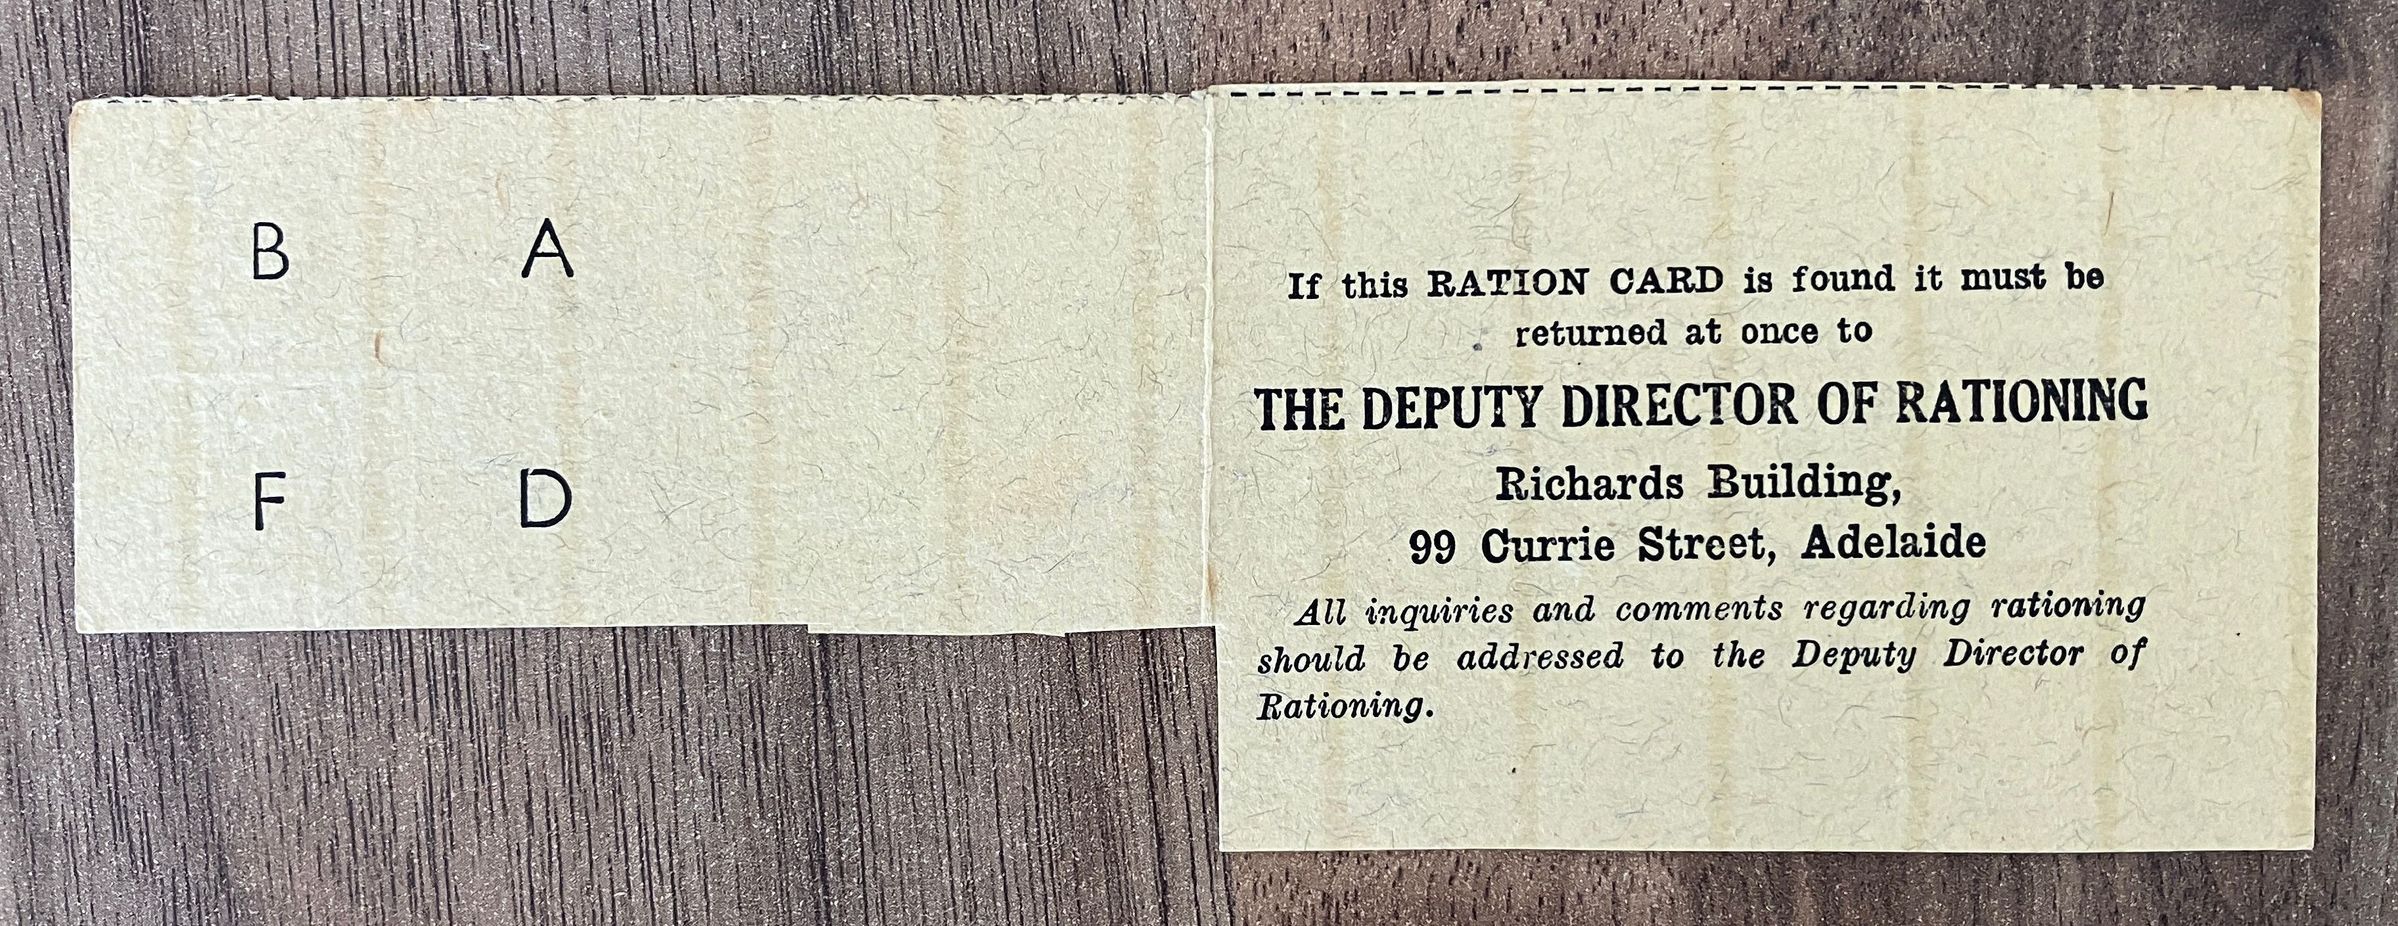 B A
F D
If this RATION CARD is found it must be
returned at once to
THE DEPUTY DIRECTOR OF RATIONING
Richards Building,
99 Currie Street, Adelaide
All inquiries and comments regarding rationing
should be addressed to the Deputy Director of
Rationing.